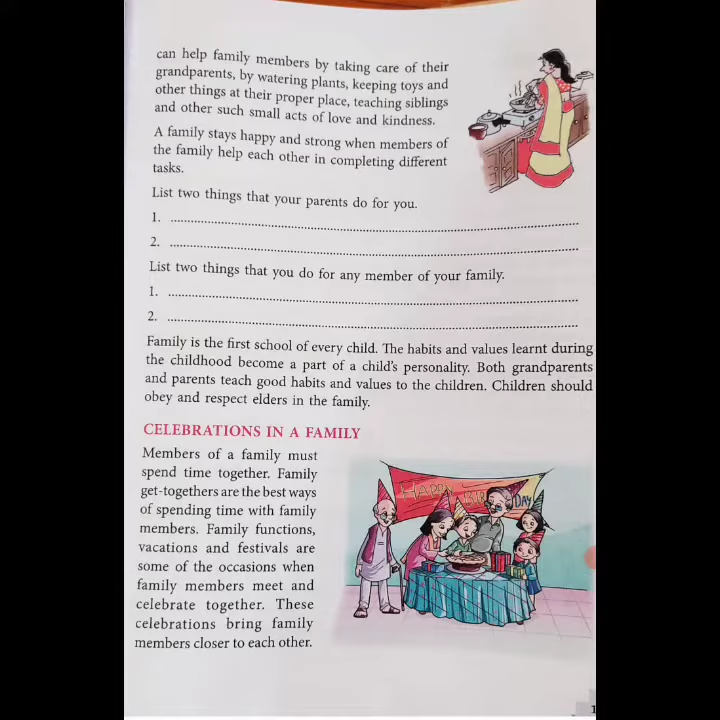 can help family members by taking care of their
grandparents, by watering plants, keeping toys and
other things at their proper place, teaching siblings
and other such small acts of love and kindness.
A family stays happy and strong when members of
the family help each other in completing different
tasks.
List two things that your parents do for you.
1. ........................................................................
2. ........................................................................
List two things that you do for any member of your family.
1. ........................................................................
2. ........................................................................
Family is the first school of every child. The habits and values learnt during
the childhood become a part of a child's personality. Both grandparents
and parents teach good habits and values to the children. Children should
obey and respect elders in the family.
CELEBRATIONS IN A FAMILY
Members of a family must
spend time together. Family
get-togethers are the best ways
of spending time with family
members. Family functions,
vacations and festivals are
some of the occasions when
family members meet and
celebrate together. These
celebrations bring family
members closer to each other.
HAPPY BIR DAY